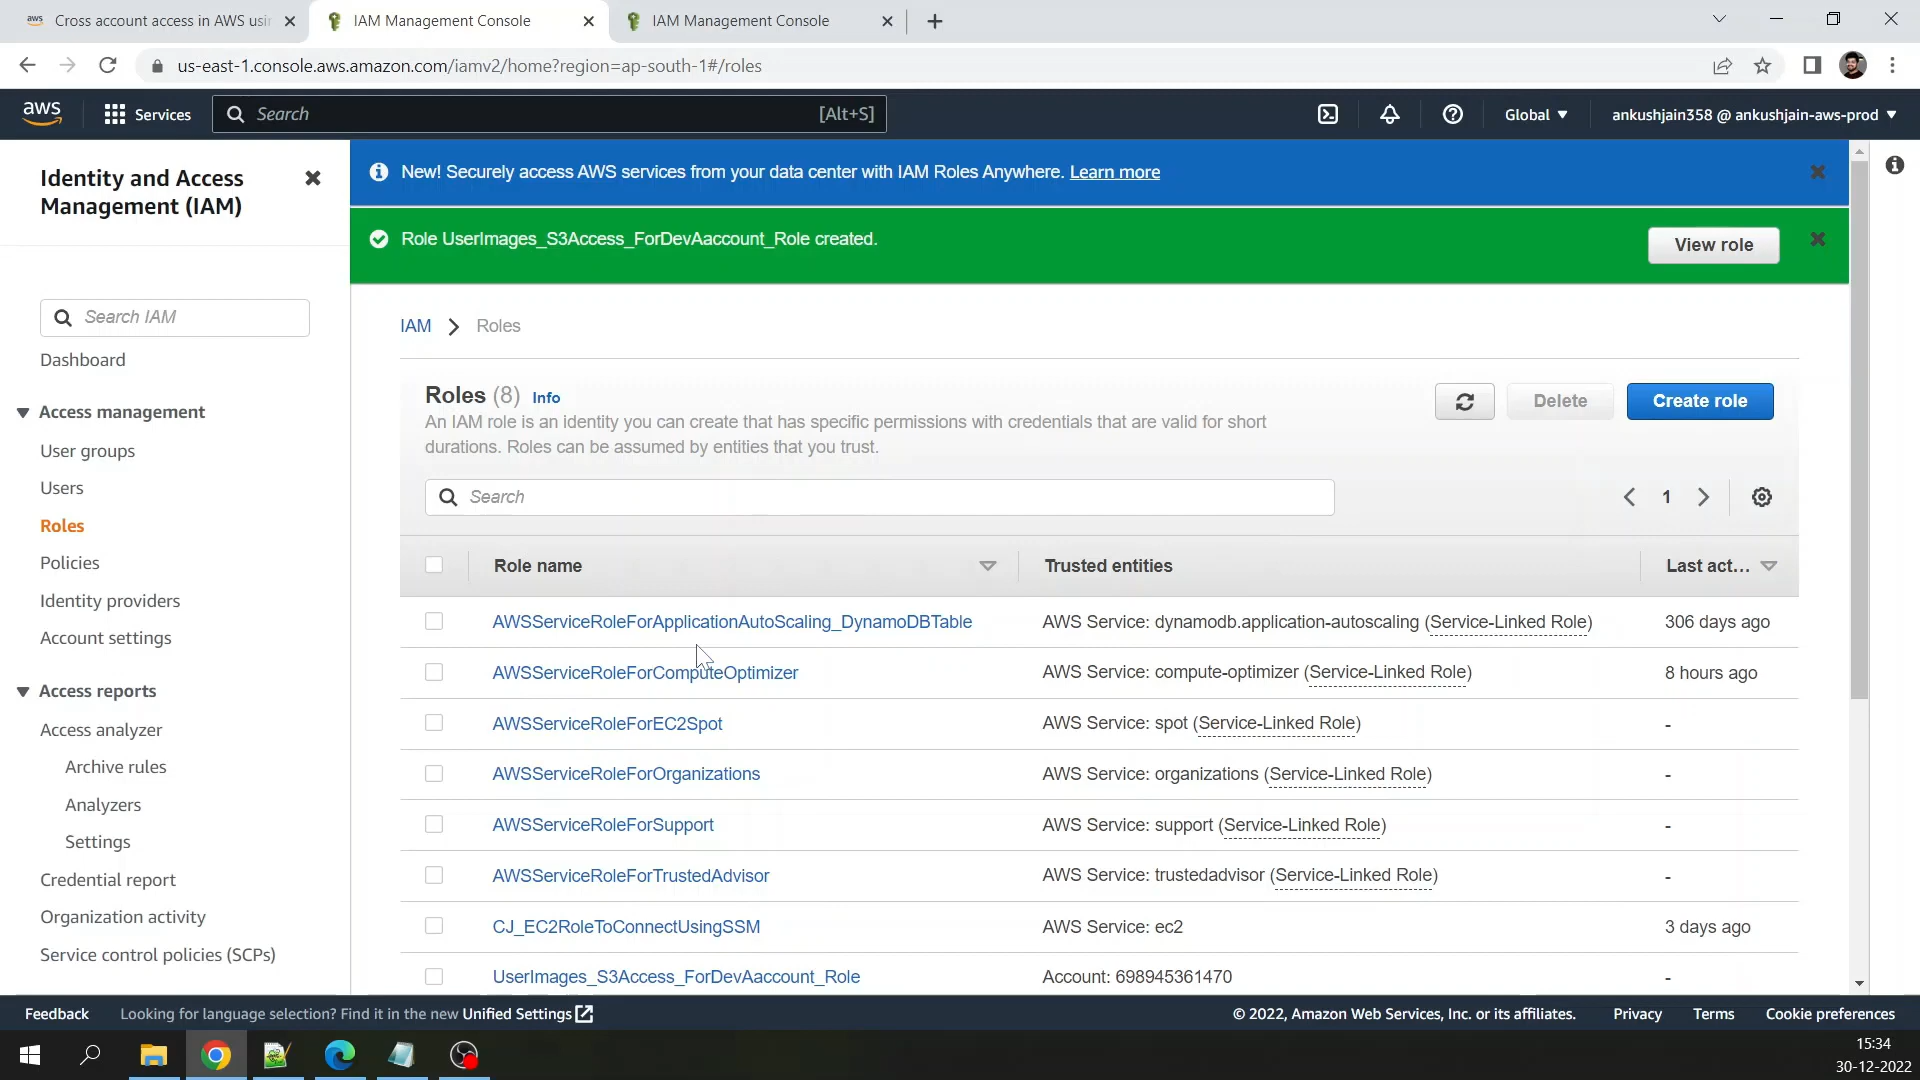 aws Cross account access in AWS usi
IAM Management Console
IAM Management Console
us-east-1.console.aws.amazon.com/iamv2/home?region=ap-south-1#/roles
aws
Services
Search
[Alt+S]
Global
ankushjain358 @ ankushjain-aws-prod
Identity and Access
Management (IAM)
Search IAM
Dashboard
Access management
User groups
Users
Roles
Policies
Identity providers
Account settings
Access reports
Access analyzer
Archive rules
Analyzers
Settings
Credential report
Organization activity
Service control policies (SCPs)
New! Securely access AWS services from your data center with IAM Roles Anywhere. Learn more
Role UserImages_S3Access_ForDevAaccount_Role created.
View role
IAM > Roles
Roles (8) Info
An IAM role is an identity you can create that has specific permissions with credentials that are valid for short
durations. Roles can be assumed by entities that you trust.
Delete
Create role
Search
1
Role name Trusted entities Last act...
AWSServiceRoleForApplicationAutoScaling_DynamoDBTable AWS Service: dynamodb.application-autoscaling (Service-Linked Role) 306 days ago
AWSServiceRoleForComputeOptimizer AWS Service: compute-optimizer (Service-Linked Role) 8 hours ago
AWSServiceRoleForEC2Spot AWS Service: spot (Service-Linked Role) -
AWSServiceRoleForOrganizations AWS Service: organizations (Service-Linked Role) -
AWSServiceRoleForSupport AWS Service: support (Service-Linked Role) -
AWSServiceRoleForTrustedAdvisor AWS Service: trustedadvisor (Service-Linked Role) -
CJ_EC2RoleToConnectUsingSSM AWS Service: ec2 3 days ago
UserImages_S3Access_ForDevAaccount_Role Account: 698945361470 -
Feedback Looking for language selection? Find it in the new Unified Settings
© 2022, Amazon Web Services, Inc. or its affiliates. Privacy Terms Cookie preferences
15:34
30-12-2022